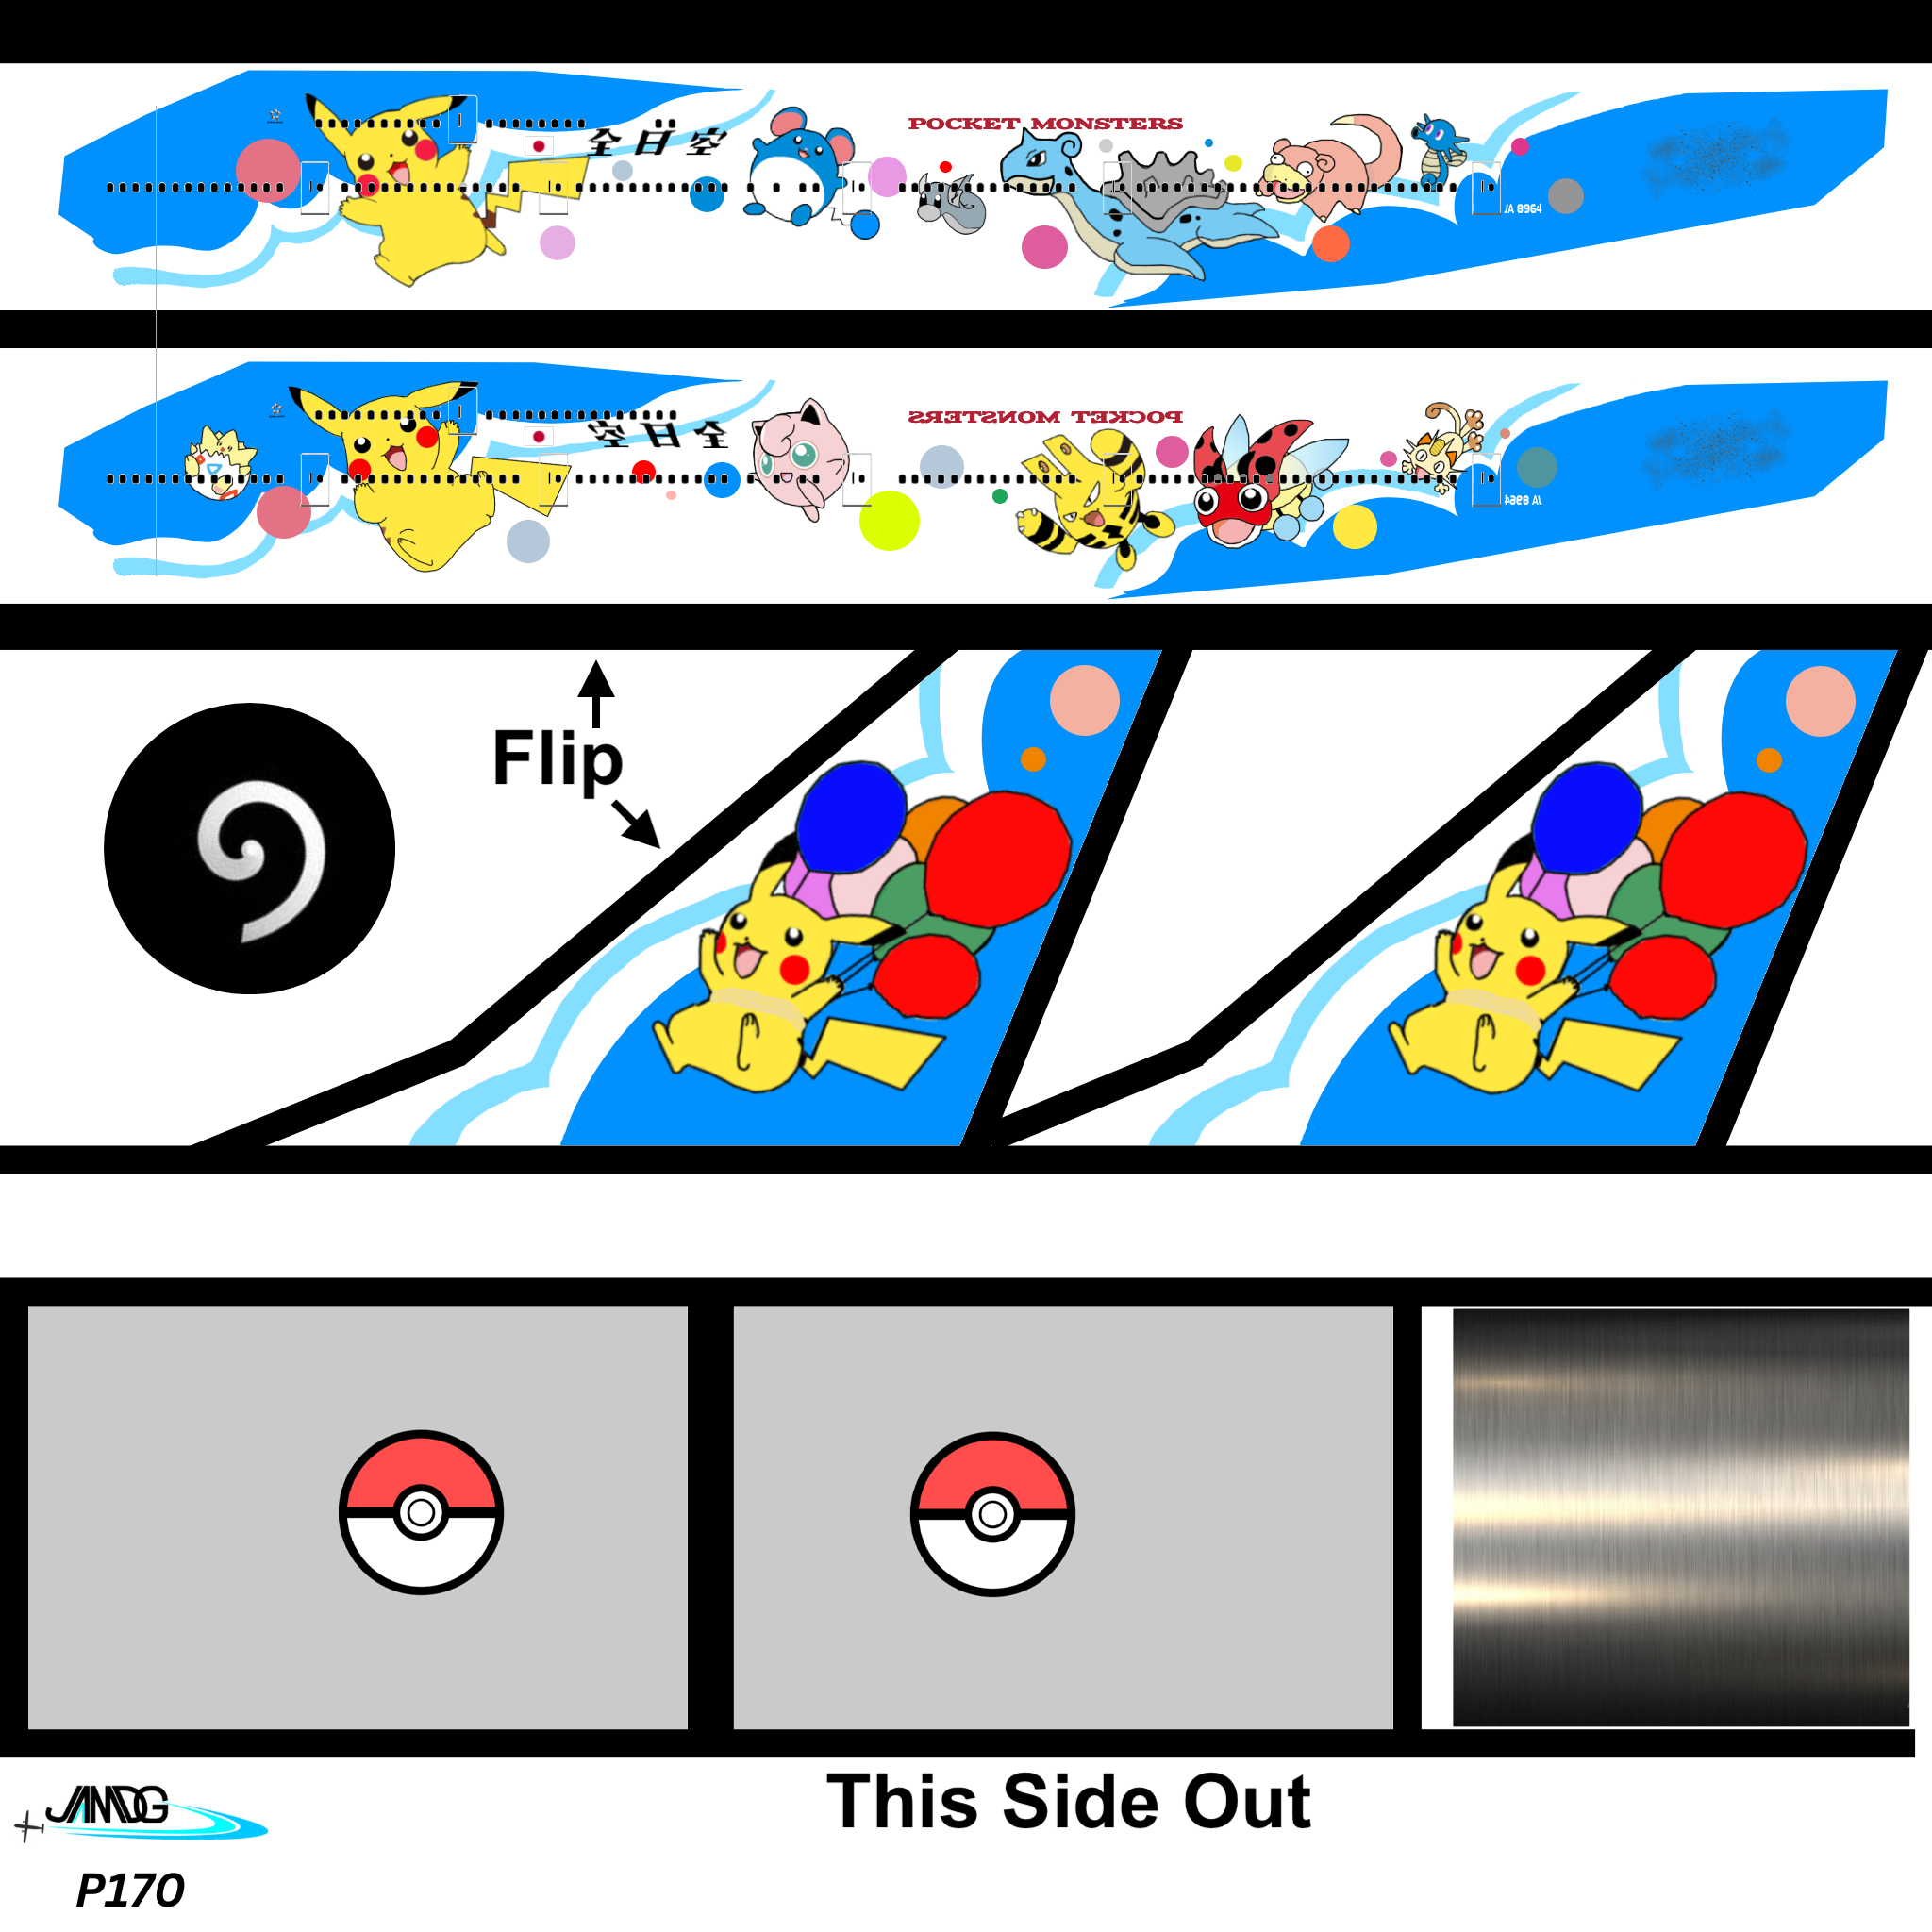 POCKET MONSTERS
全日空
JA 8964
POCKET MONSTERS
空日全
JA 8964
Flip
This Side Out
JAMDG
P170